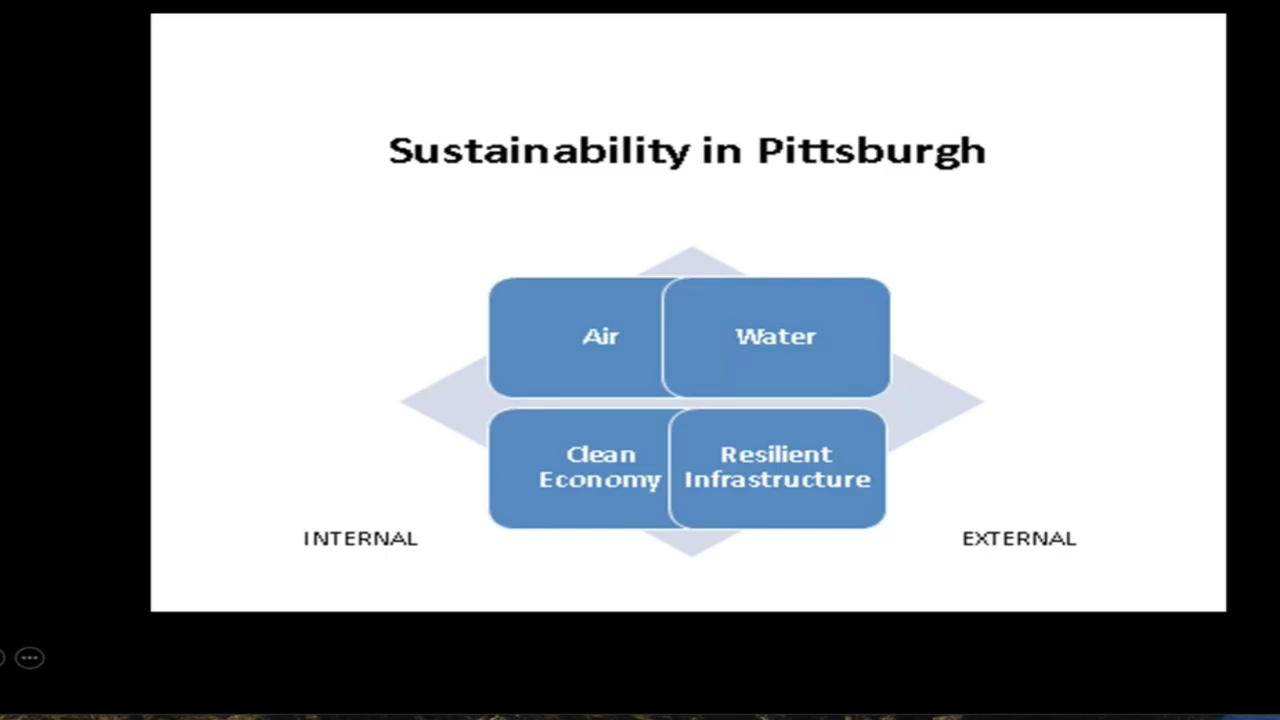 Sustainability in Pittsburgh
Air
Water
Clean
Economy
Resilient
Infrastructure
INTERNAL
EXTERNAL